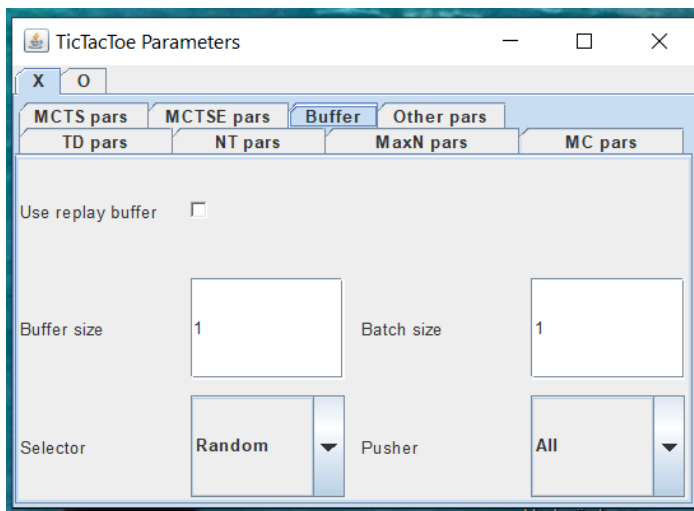 TicTacToe Parameters
X O
MCTS pars MCTSE pars Buffer Other pars
TD pars NT pars MaxN pars MC pars
Use replay buffer
Buffer size 1 Batch size 1
Selector Random Pusher All